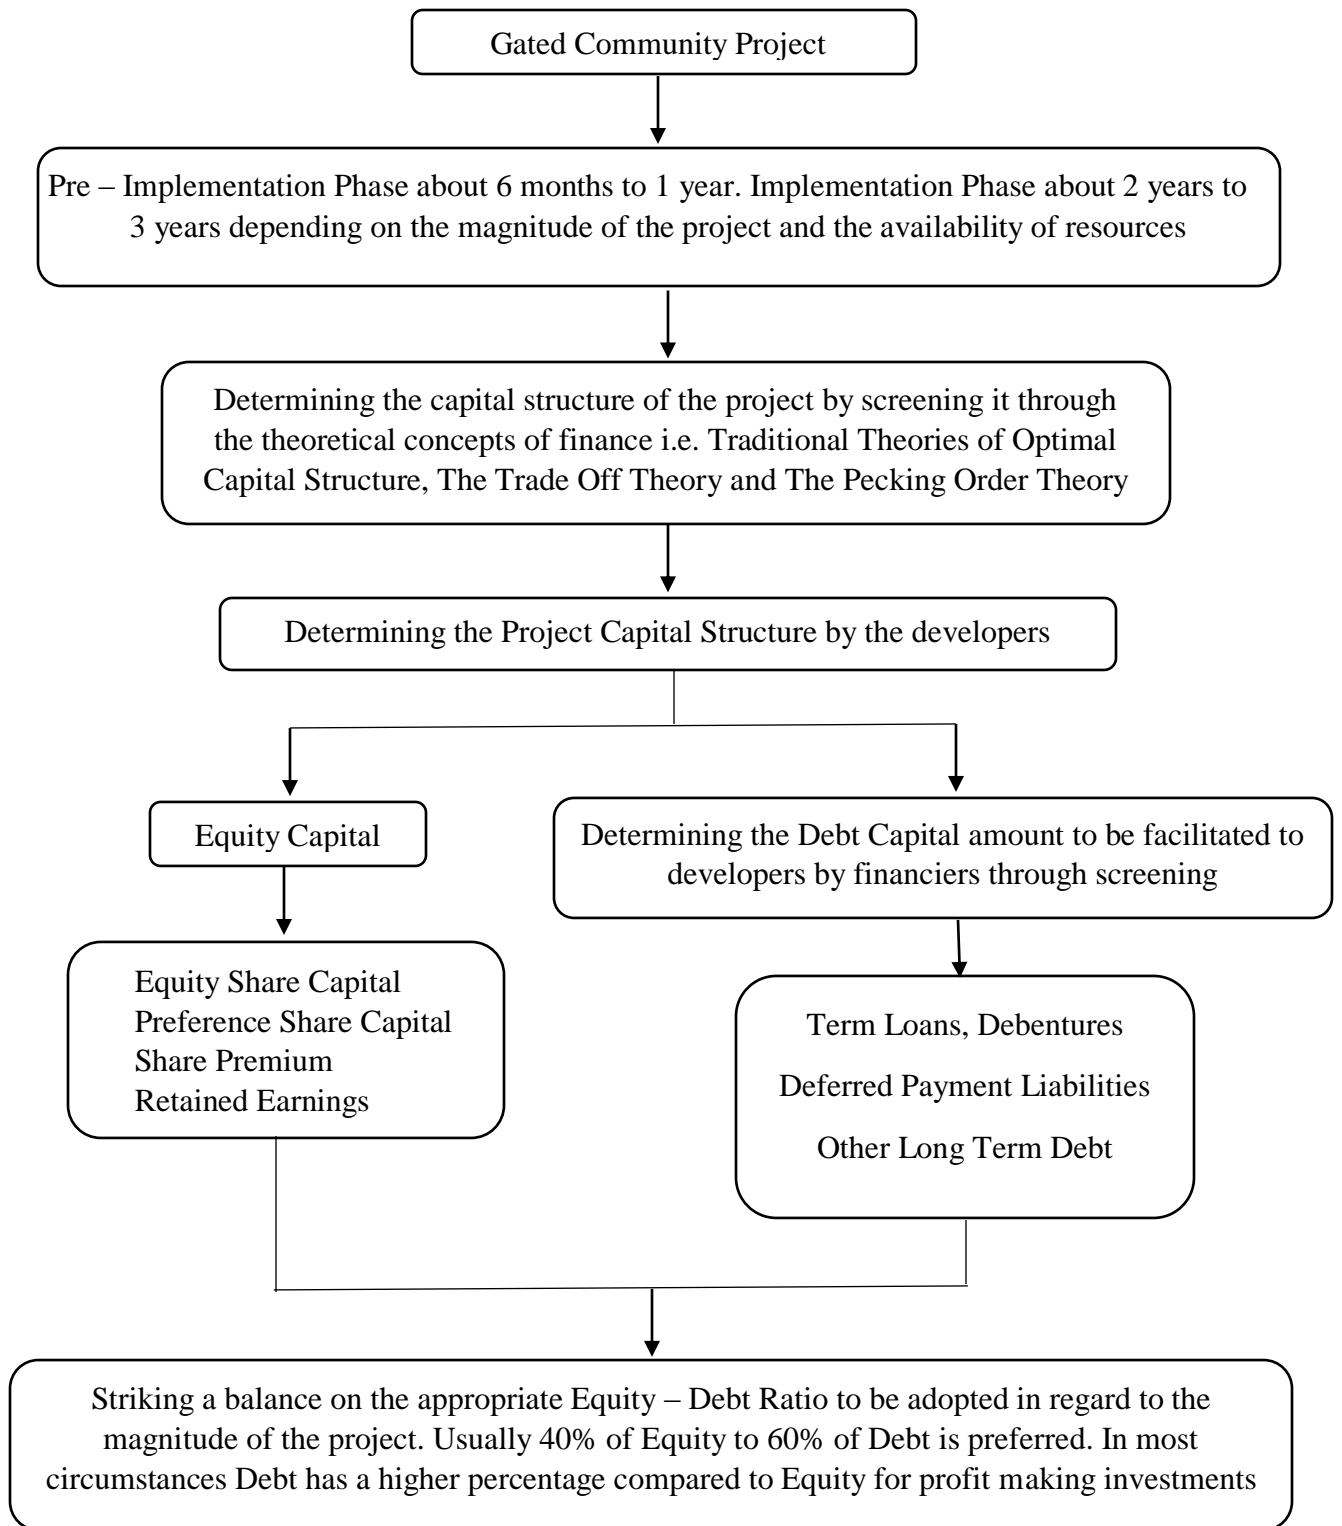 Gated Community Project
Pre – Implementation Phase about 6 months to 1 year. Implementation Phase about 2 years to
3 years depending on the magnitude of the project and the availability of resources
Determining the capital structure of the project by screening it through
the theoretical concepts of finance i.e. Traditional Theories of Optimal
Capital Structure, The Trade Off Theory and The Pecking Order Theory
Determining the Project Capital Structure by the developers
Equity Capital
Determining the Debt Capital amount to be facilitated to
developers by financiers through screening
Equity Share Capital
Preference Share Capital
Share Premium
Retained Earnings
Term Loans, Debentures
Deferred Payment Liabilities
Other Long Term Debt
Striking a balance on the appropriate Equity – Debt Ratio to be adopted in regard to the
magnitude of the project. Usually 40% of Equity to 60% of Debt is preferred. In most
circumstances Debt has a higher percentage compared to Equity for profit making investments